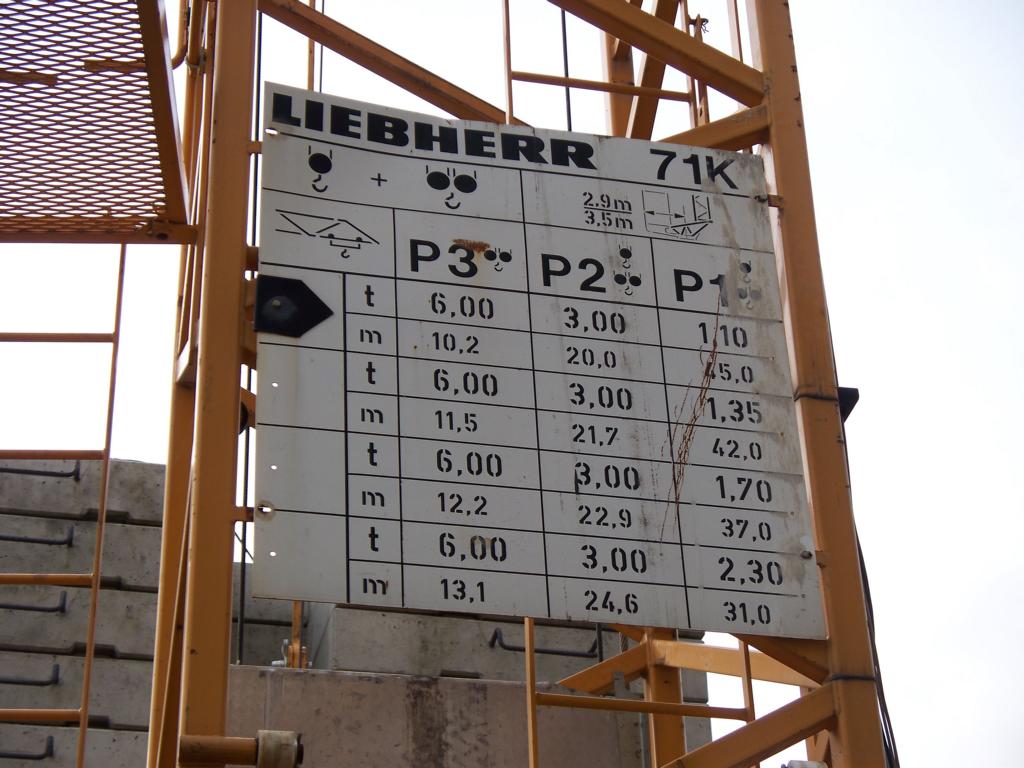 LIEBHERR 71K
+ 2.9m
3,5m
P3 P2 P1
t 6,00 3,00 1,10
m 10,2 20,0 45,0
t 6,00 3,00 1,35
m 11,5 21,7 42,0
t 6,00 3,00 1,70
m 12,2 22,9 37,0
t 6,00 3,00 2,30
m 13,1 24,6 31,0